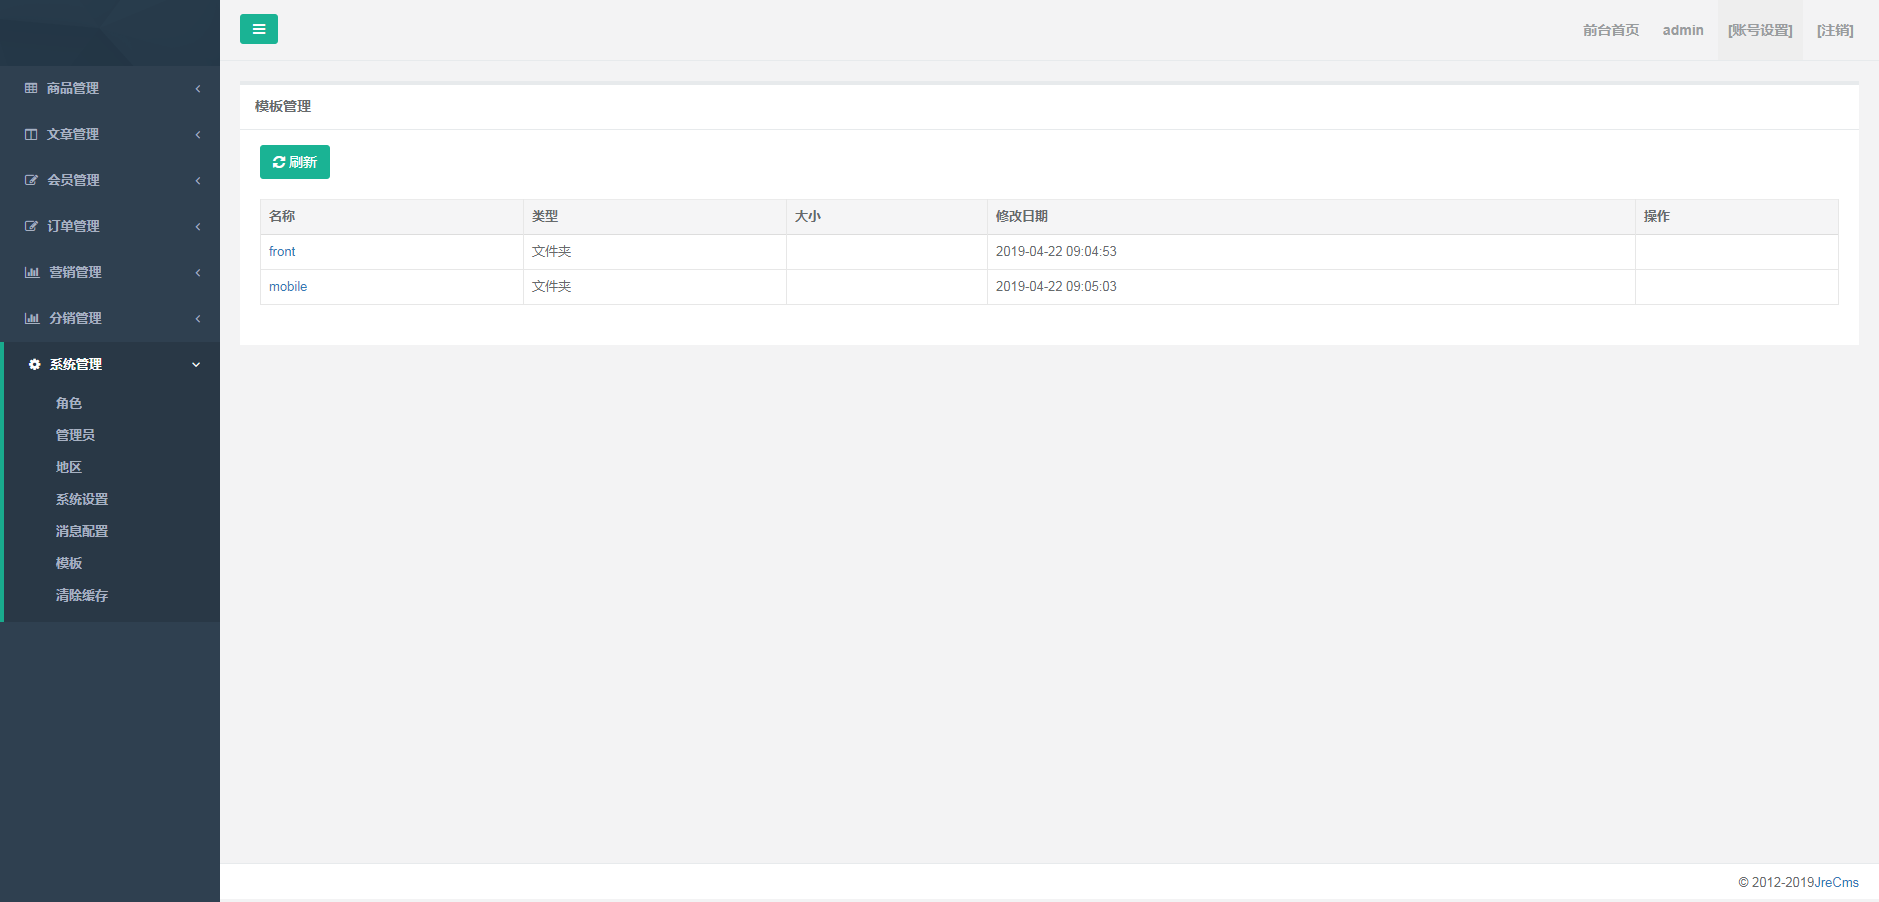 前台首页 admin [账号设置] [注销]
商品管理
文章管理
会员管理
订单管理
营销管理
分销管理
系统管理
角色
管理员
地区
系统设置
消息配置
模板
清除缓存
模板管理
刷新
名称 类型 大小 修改日期 操作
front 文件夹 2019-04-22 09:04:53
mobile 文件夹 2019-04-22 09:05:03
© 2012-2019JreCms